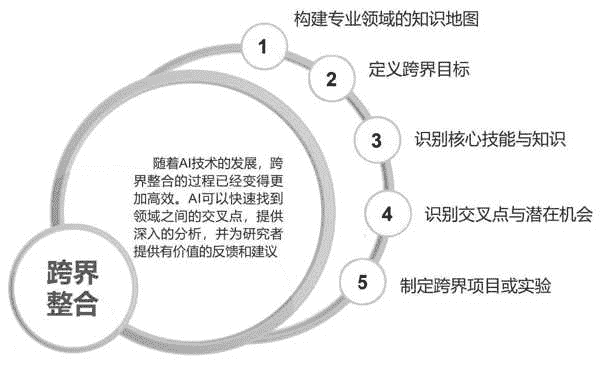 1 构建专业领域的知识地图
2 定义跨界目标
3 识别核心技能与知识
4 识别交叉点与潜在机会
5 制定跨界项目或实验
随着AI技术的发展，跨
界整合的过程已经变得更
加高效。AI可以快速找到
领域之间的交叉点，提供
深入的分析，并为研究者
提供有价值的反馈和建议
跨界
整合